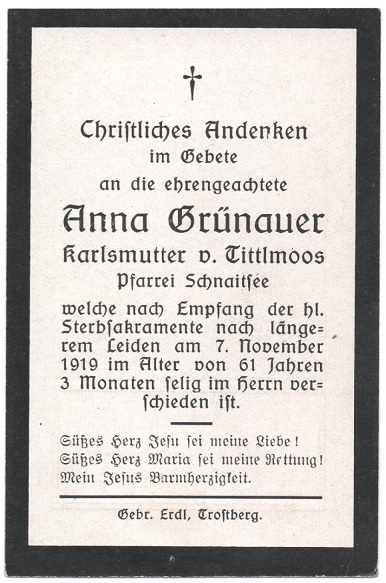 †
Chriſtliches Andenken
im Gebete
an die ehrengeachtete
Anna Grünauer
Karlsmutter v. Tittlmoos
Pfarrei Schnaitſee
welche nach Empfang der hl.
Sterbſakramente nach länge=
rem Leiden am 7. November
1919 im Alter von 61 Jahren
3 Monaten ſelig im Herrn ver=
ſchieden iſt.
Süßes Herz Jeſu ſei meine Liebe!
Süßes Herz Maria ſei meine Rettung!
Mein Jeſus Barmherzigkeit.
Gebr. Erdl, Troſtberg.